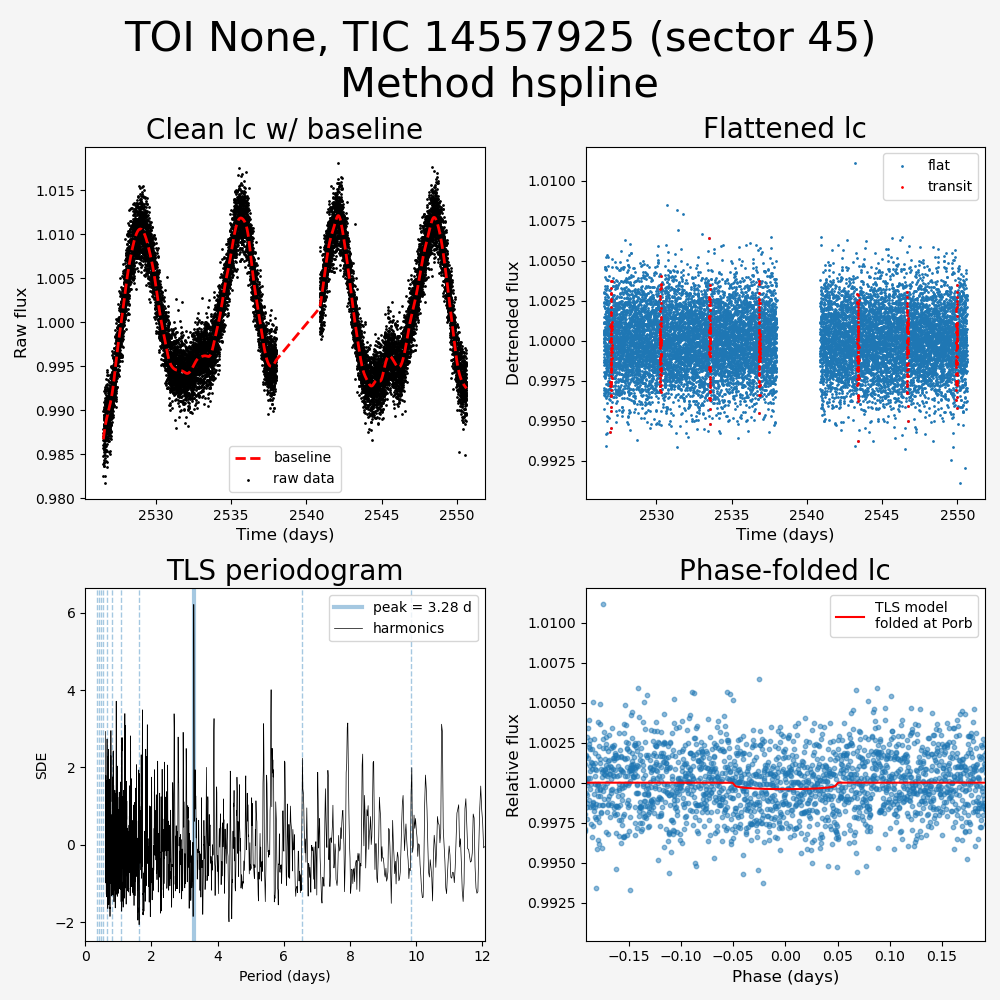 TOI None, TIC 14557925 (sector 45)
Method hspline
Clean lc w/ baseline
Raw flux
1.015
1.010
1.005
1.000
0.995
0.990
0.985
0.980
baseline
raw data
2530
2535
2540
2545
2550
Time (days)
Flattened lc
Detrended flux
1.0100
1.0075
1.0050
1.0025
1.0000
0.9975
0.9950
0.9925
flat
transit
2530
2535
2540
2545
2550
Time (days)
TLS periodogram
SDE
6
4
2
0
−2
peak = 3.28 d
harmonics
0
2
4
6
8
10
12
Period (days)
Phase-folded lc
Relative flux
1.0100
1.0075
1.0050
1.0025
1.0000
0.9975
0.9950
0.9925
TLS model
folded at Porb
−0.15
−0.10
−0.05
0.00
0.05
0.10
0.15
Phase (days)